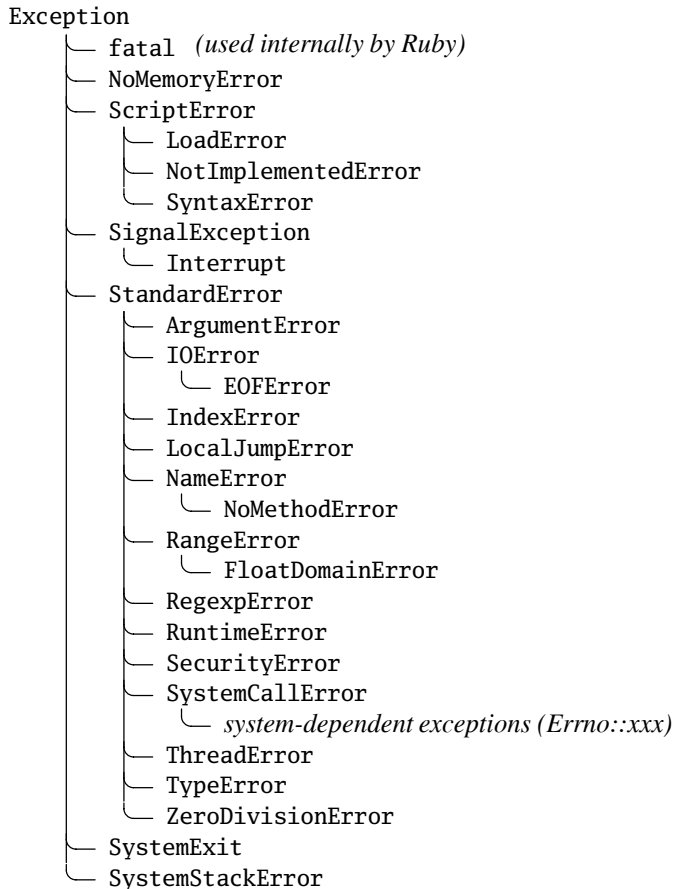 Exception
fatal (used internally by Ruby)
NoMemoryError
ScriptError
LoadError
NotImplementedError
SyntaxError
SignalException
Interrupt
StandardError
ArgumentError
IOError
EOFError
IndexError
LocalJumpError
NameError
NoMethodError
RangeError
FloatDomainError
RegexpError
RuntimeError
SecurityError
SystemCallError
system-dependent exceptions (Errno::xxx)
ThreadError
TypeError
ZeroDivisionError
SystemExit
SystemStackError